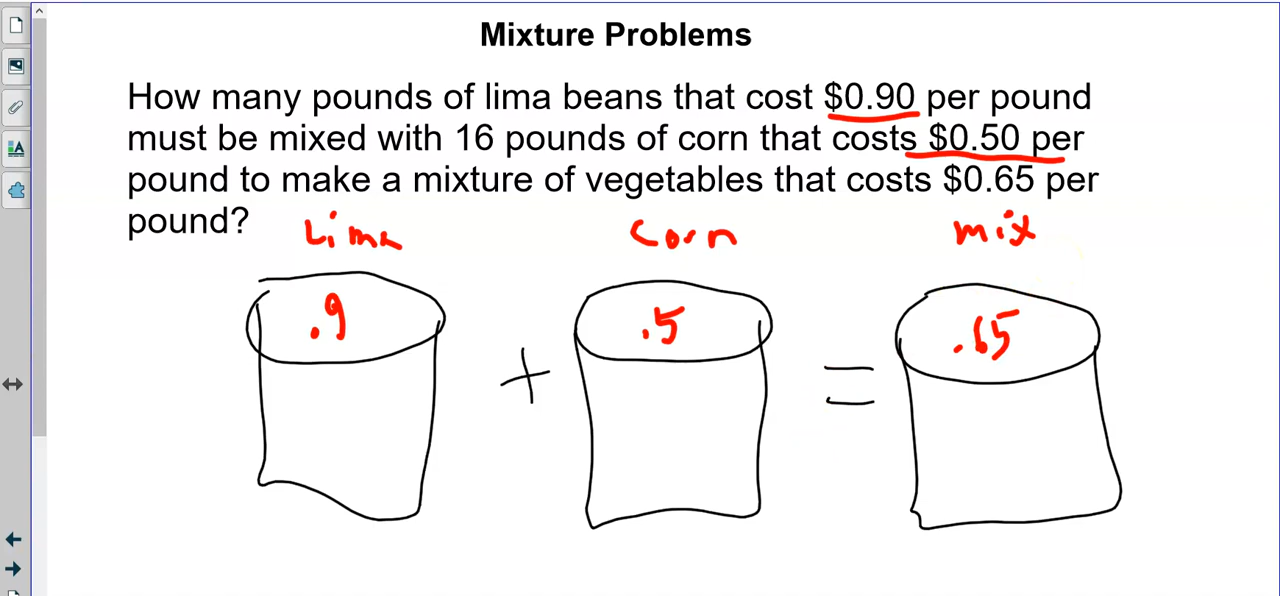 Mixture Problems
How many pounds of lima beans that cost $0.90 per pound
must be mixed with 16 pounds of corn that costs $0.50 per
pound to make a mixture of vegetables that costs $0.65 per
pound?
Lima Corn mix
.9 .5 .65
+ =